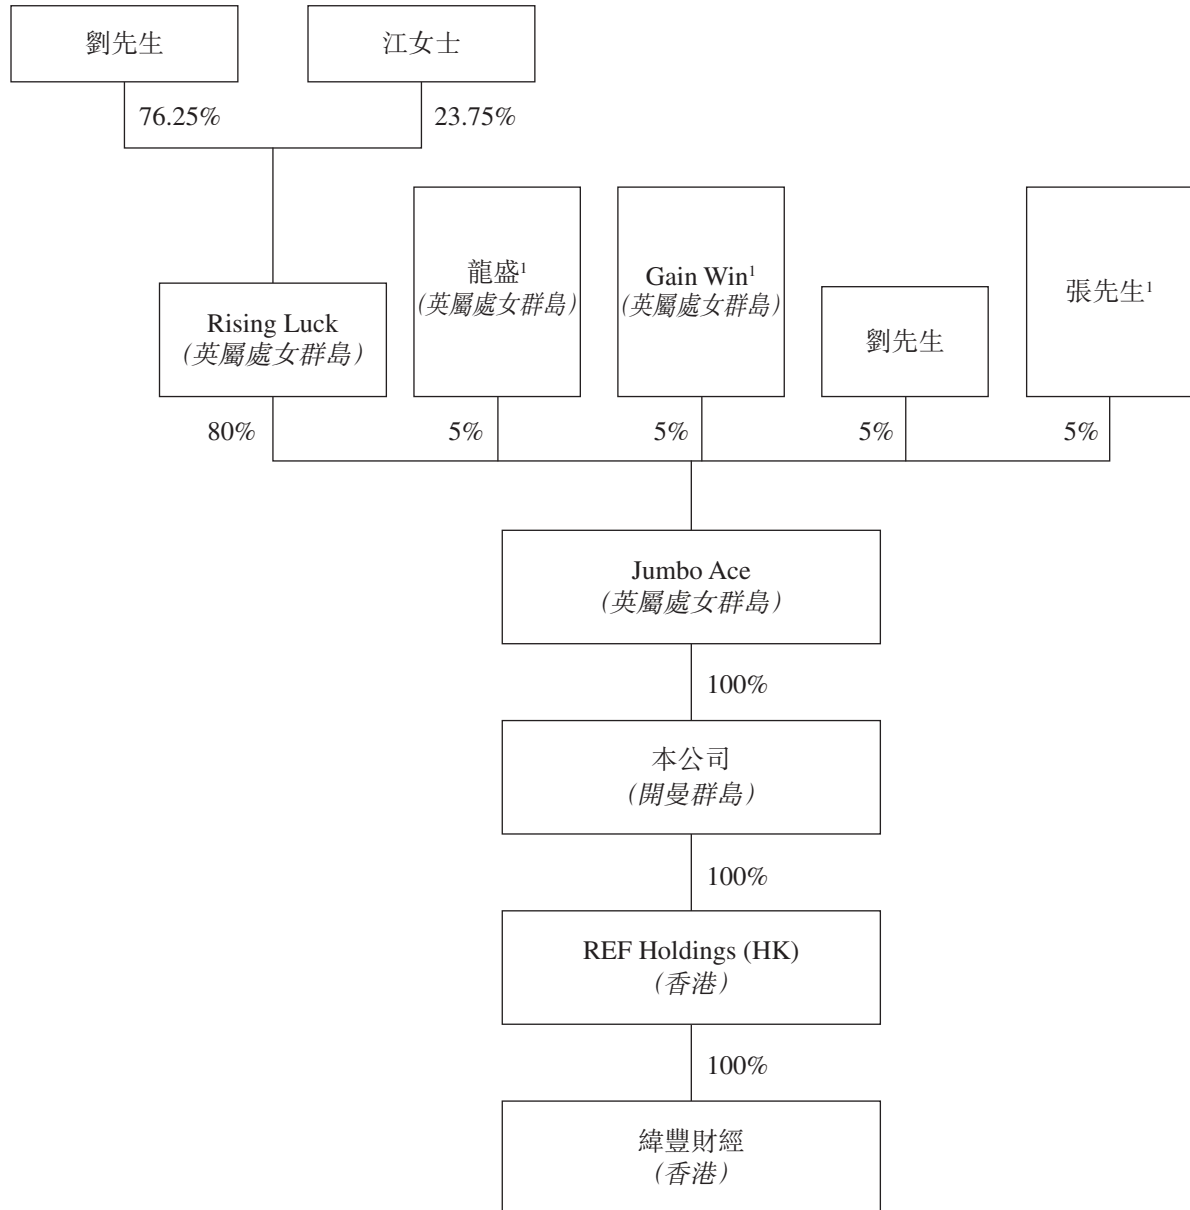 劉先生
江女士
76.25%
23.75%
龍盛¹
(英屬處女群島)
Gain Win¹
(英屬處女群島)
張先生¹
Rising Luck
(英屬處女群島)
劉先生
80%
5%
5%
5%
5%
Jumbo Ace
(英屬處女群島)
100%
本公司
(開曼群島)
100%
REF Holdings (HK)
(香港)
100%
緯豐財經
(香港)